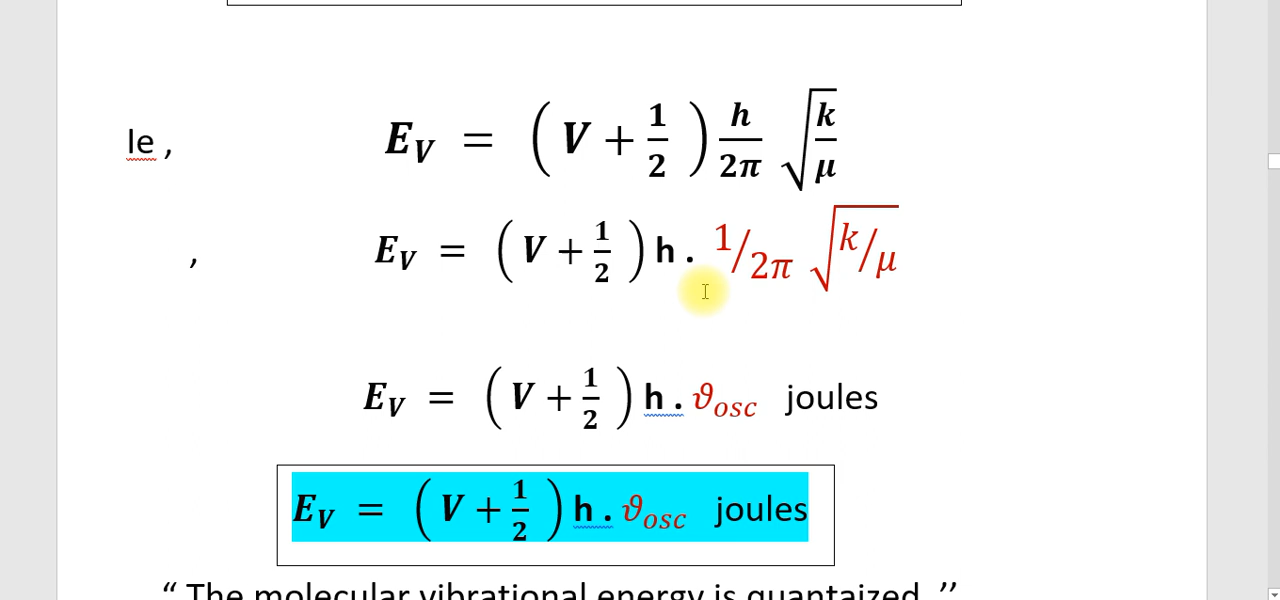 Ie , E_V = ( V + 1/2 ) h/2π √(k/μ)
, E_V = ( V + 1/2 ) h . 1/2π √(k/μ)
E_V = ( V + 1/2 ) h . ϑ_osc joules
E_V = ( V + 1/2 ) h . ϑ_osc joules
“ The molecular vibrational energy is quantaized ’’